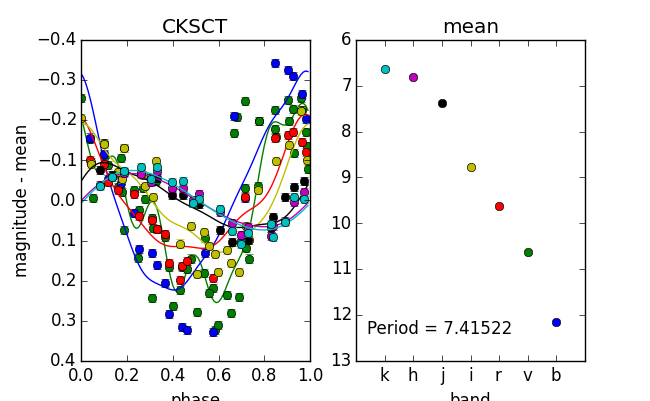 CKSCT
mean
magnitude - mean
−0.4
−0.3
−0.2
−0.1
0.0
0.1
0.2
0.3
0.4
0.0 0.2 0.4 0.6 0.8 1.0
phase
6
7
8
9
10
11
12
13
Period = 7.41522
k h j i r v b
band